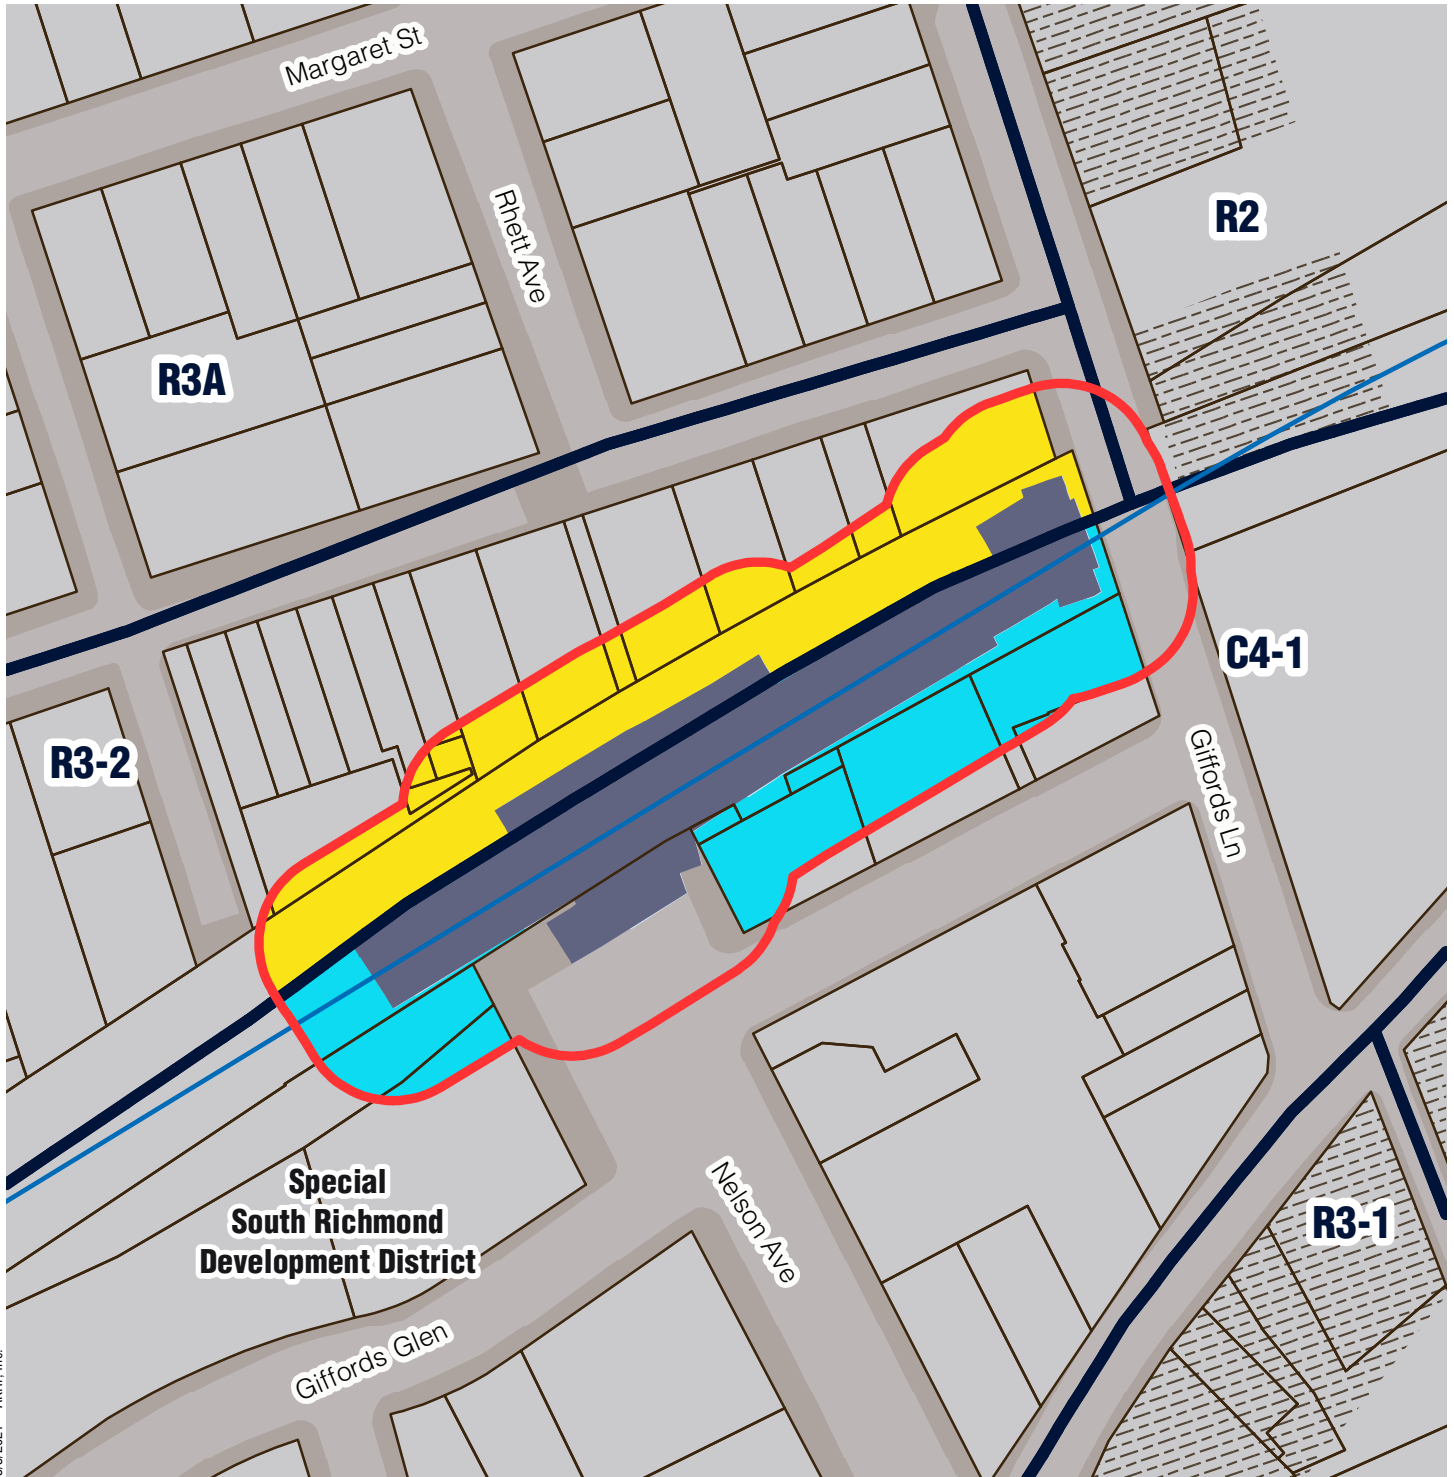 Margaret St
Rhett Ave
R2
R3A
C4-1
R3-2
Giffords Ln
Special
South Richmond
Development District
Nelson Ave
R3-1
Giffords Glen